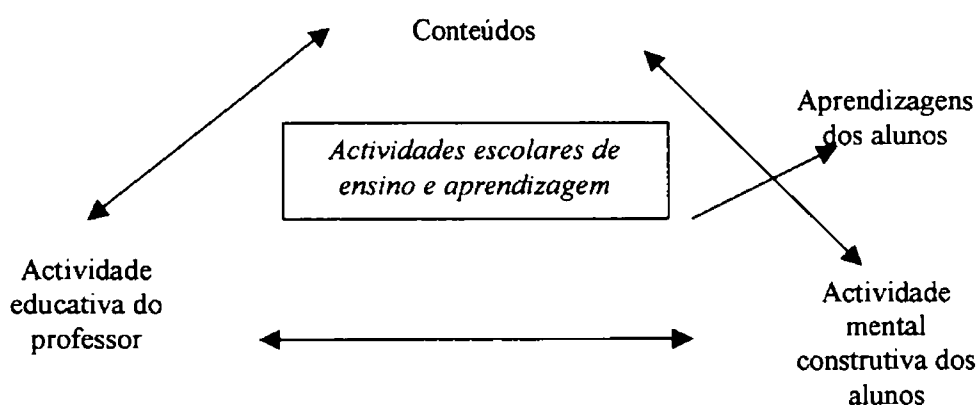 Conteúdos
Aprendizagens
dos alunos
Actividades escolares de
ensino e aprendizagem
Actividade
educativa do
professor
Actividade
mental
construtiva dos
alunos